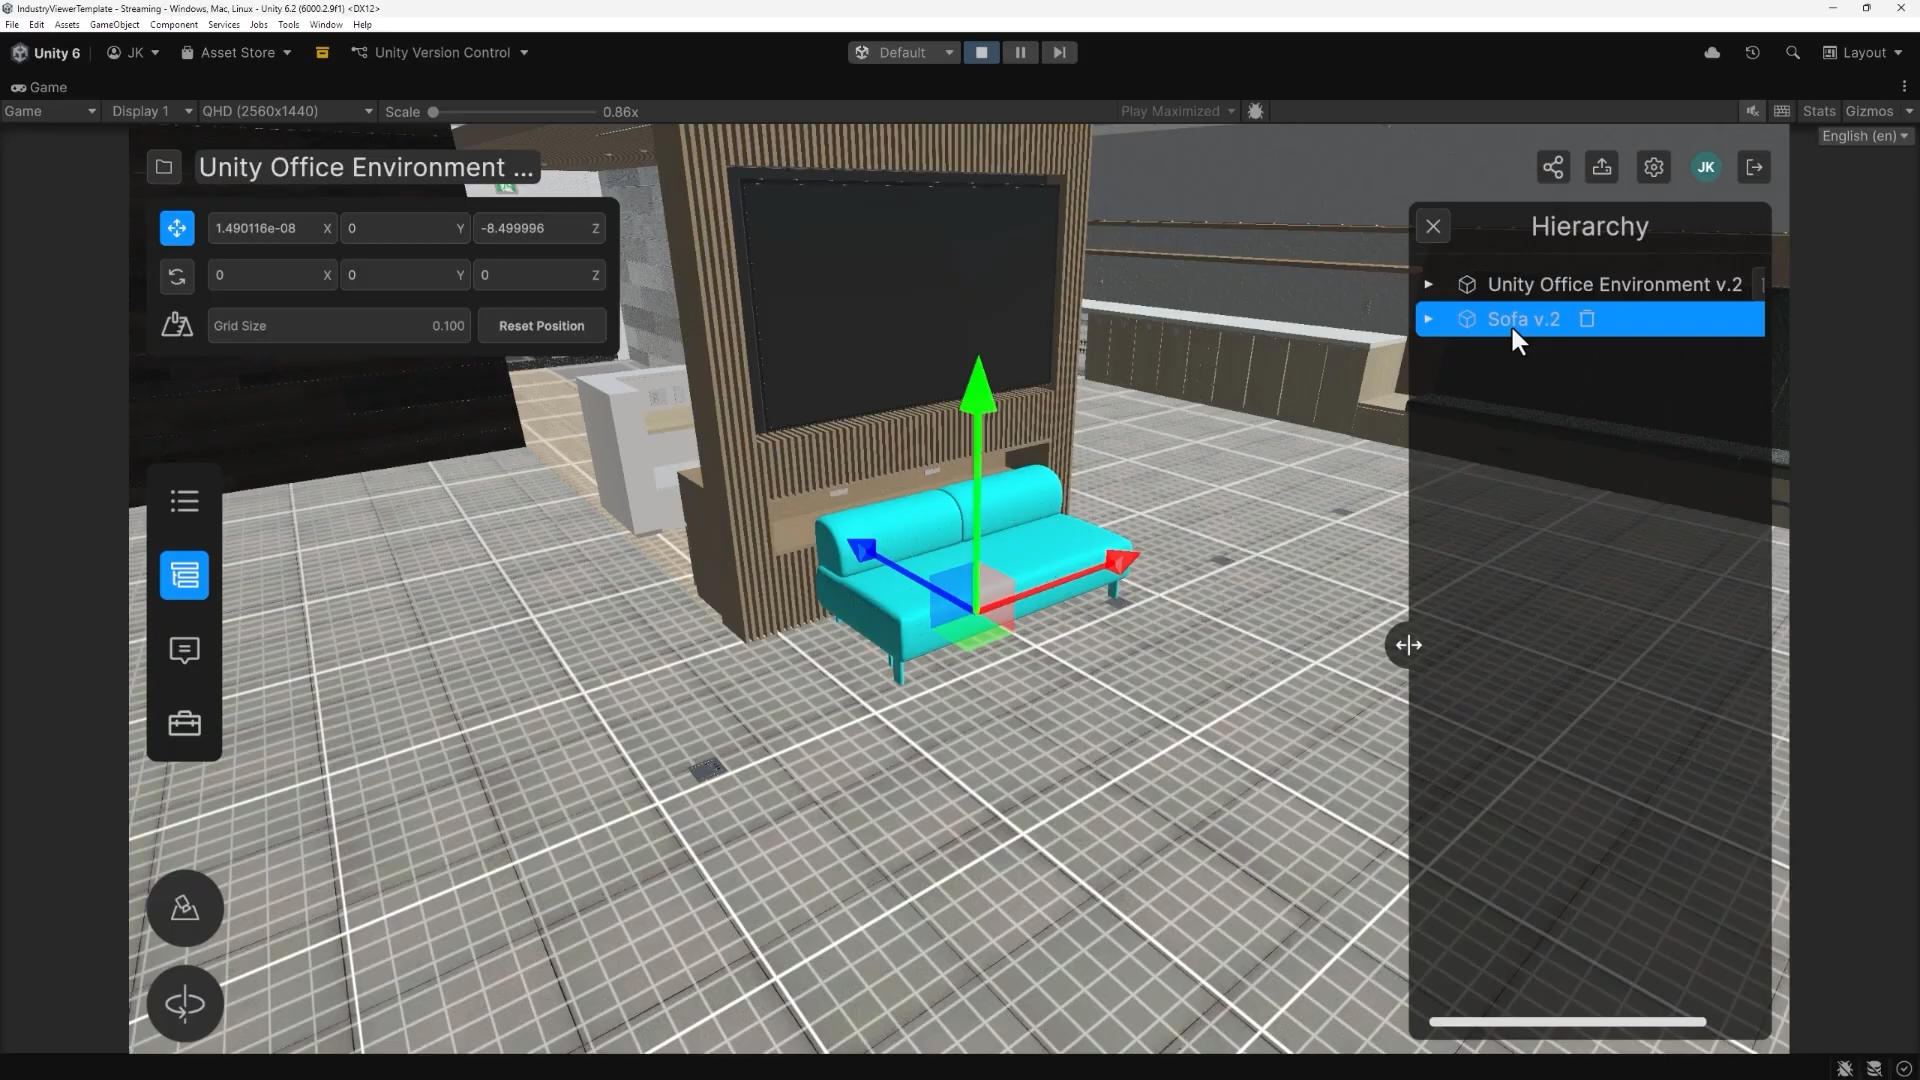 IndustryViewerTemplate - Streaming - Windows, Mac, Linux - Unity 6.2 (6000.2.9f1) <DX12>
File Edit Assets GameObject Component Services Jobs Tools Window Help
Unity 6 JK Asset Store Unity Version Control Default Layout
Game
Game Display 1 QHD (2560x1440) Scale 0.86x Play Maximized Stats Gizmos
English (en)
Unity Office Environment ...
JK
1.490116e-08 X 0 Y -8.499996 Z
0 X 0 Y 0 Z
Grid Size 0.100 Reset Position
Hierarchy
Unity Office Environment v.2
Sofa v.2